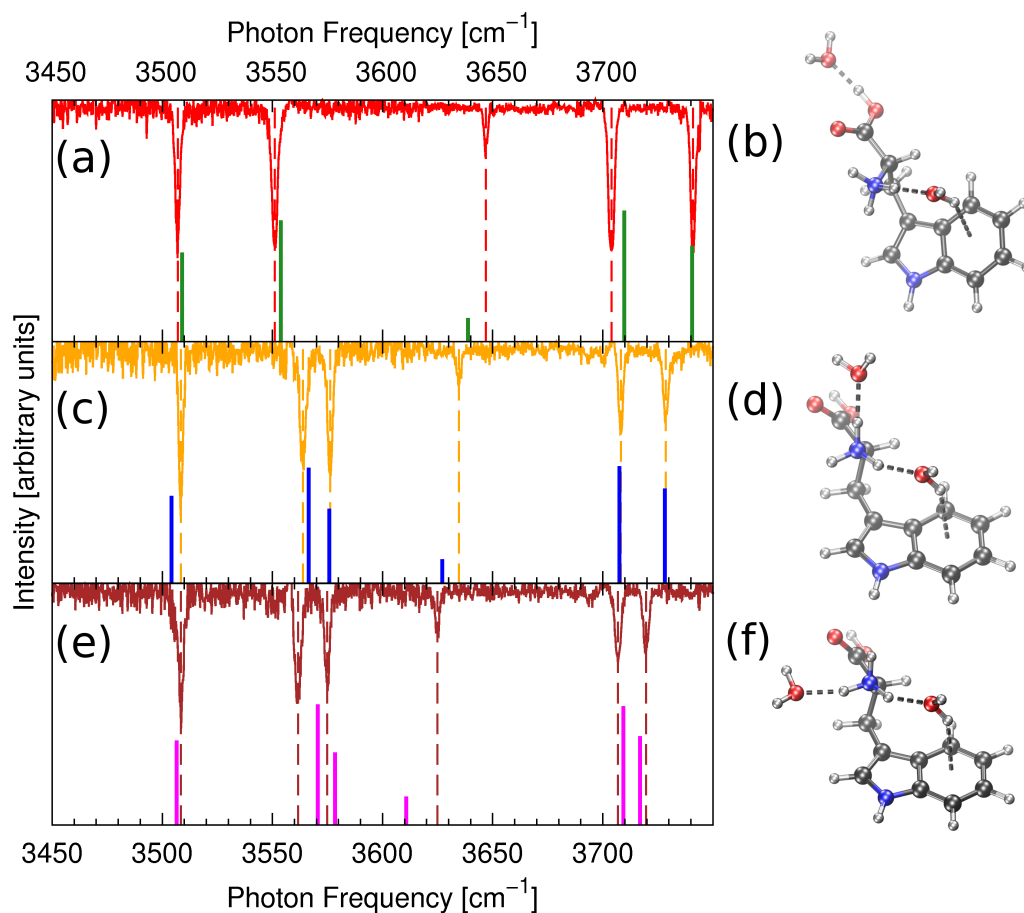 Photon Frequency [cm⁻¹]
3450 3500 3550 3600 3650 3700
(a)
(b)
(c)
(d)
(e)
(f)
Intensity [arbitrary units]
3450 3500 3550 3600 3650 3700
Photon Frequency [cm⁻¹]